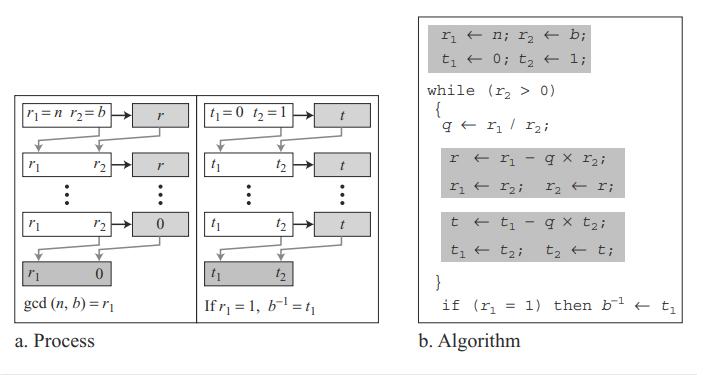 r₁ = n r₂ = b r
t₁ = 0 t₂ = 1 t
r₁ r₂ r
t₁ t₂ t
r₁ r₂ 0
t₁ t₂ t
r₁ 0
t₁ t₂
gcd (n, b) = r₁
If r₁ = 1, b⁻¹ = t₁
a. Process
r₁ ← n; r₂ ← b;
t₁ ← 0; t₂ ← 1;
while (r₂ > 0)
{
q ← r₁ / r₂;
r ← r₁ − q × r₂;
r₁ ← r₂; r₂ ← r;
t ← t₁ − q × t₂;
t₁ ← t₂; t₂ ← t;
}
if (r₁ = 1) then b⁻¹ ← t₁
b. Algorithm